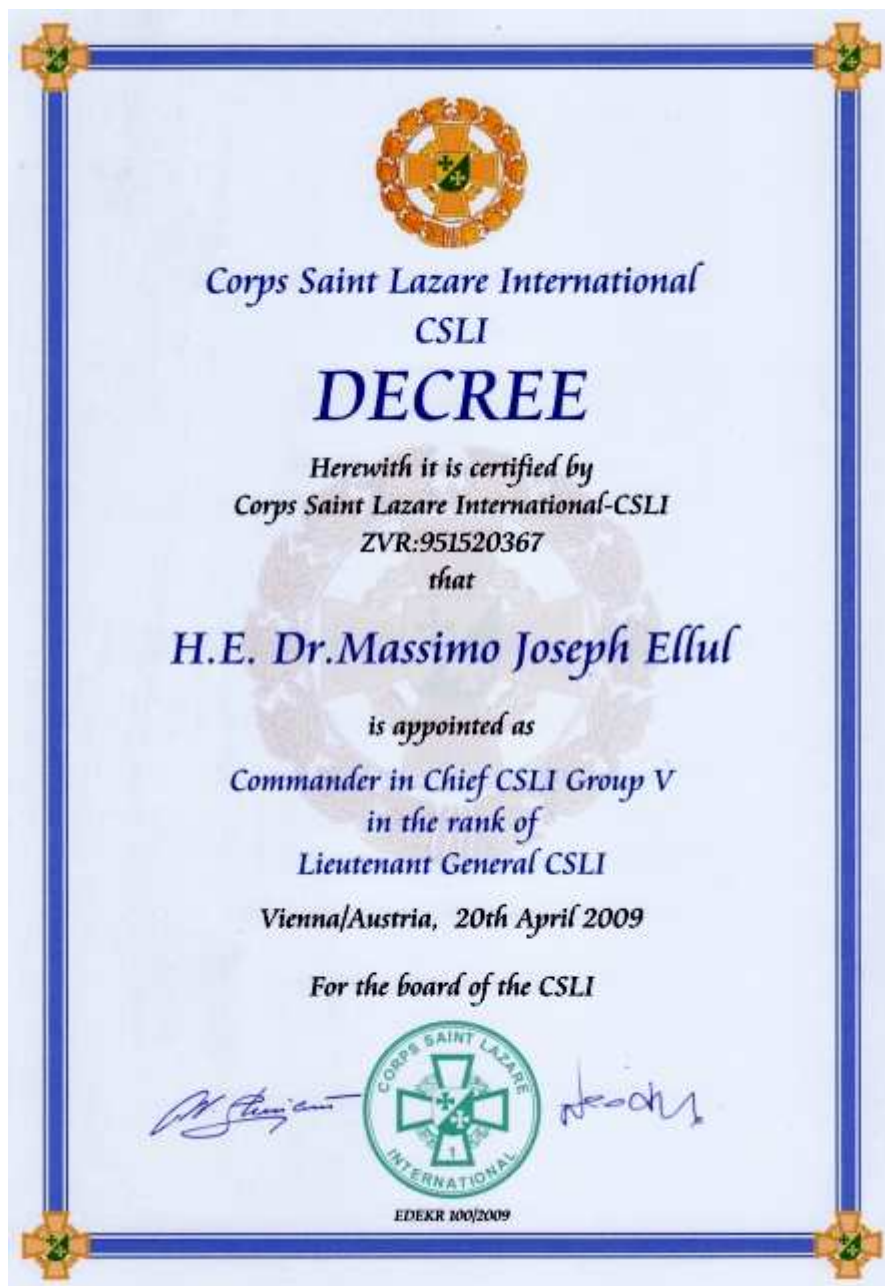 Corps Saint Lazare International
CSLI
DECREE
Herewith it is certified by
Corps Saint Lazare International-CSLI
ZVR:951520367
that
H.E. Dr.Massimo Joseph Ellul
is appointed as
Commander in Chief CSLI Group V
in the rank of
Lieutenant General CSLI
Vienna/Austria, 20th April 2009
For the board of the CSLI
CORPS SAINT LAZARE
INTERNATIONAL
1
EDEKR 100/2009